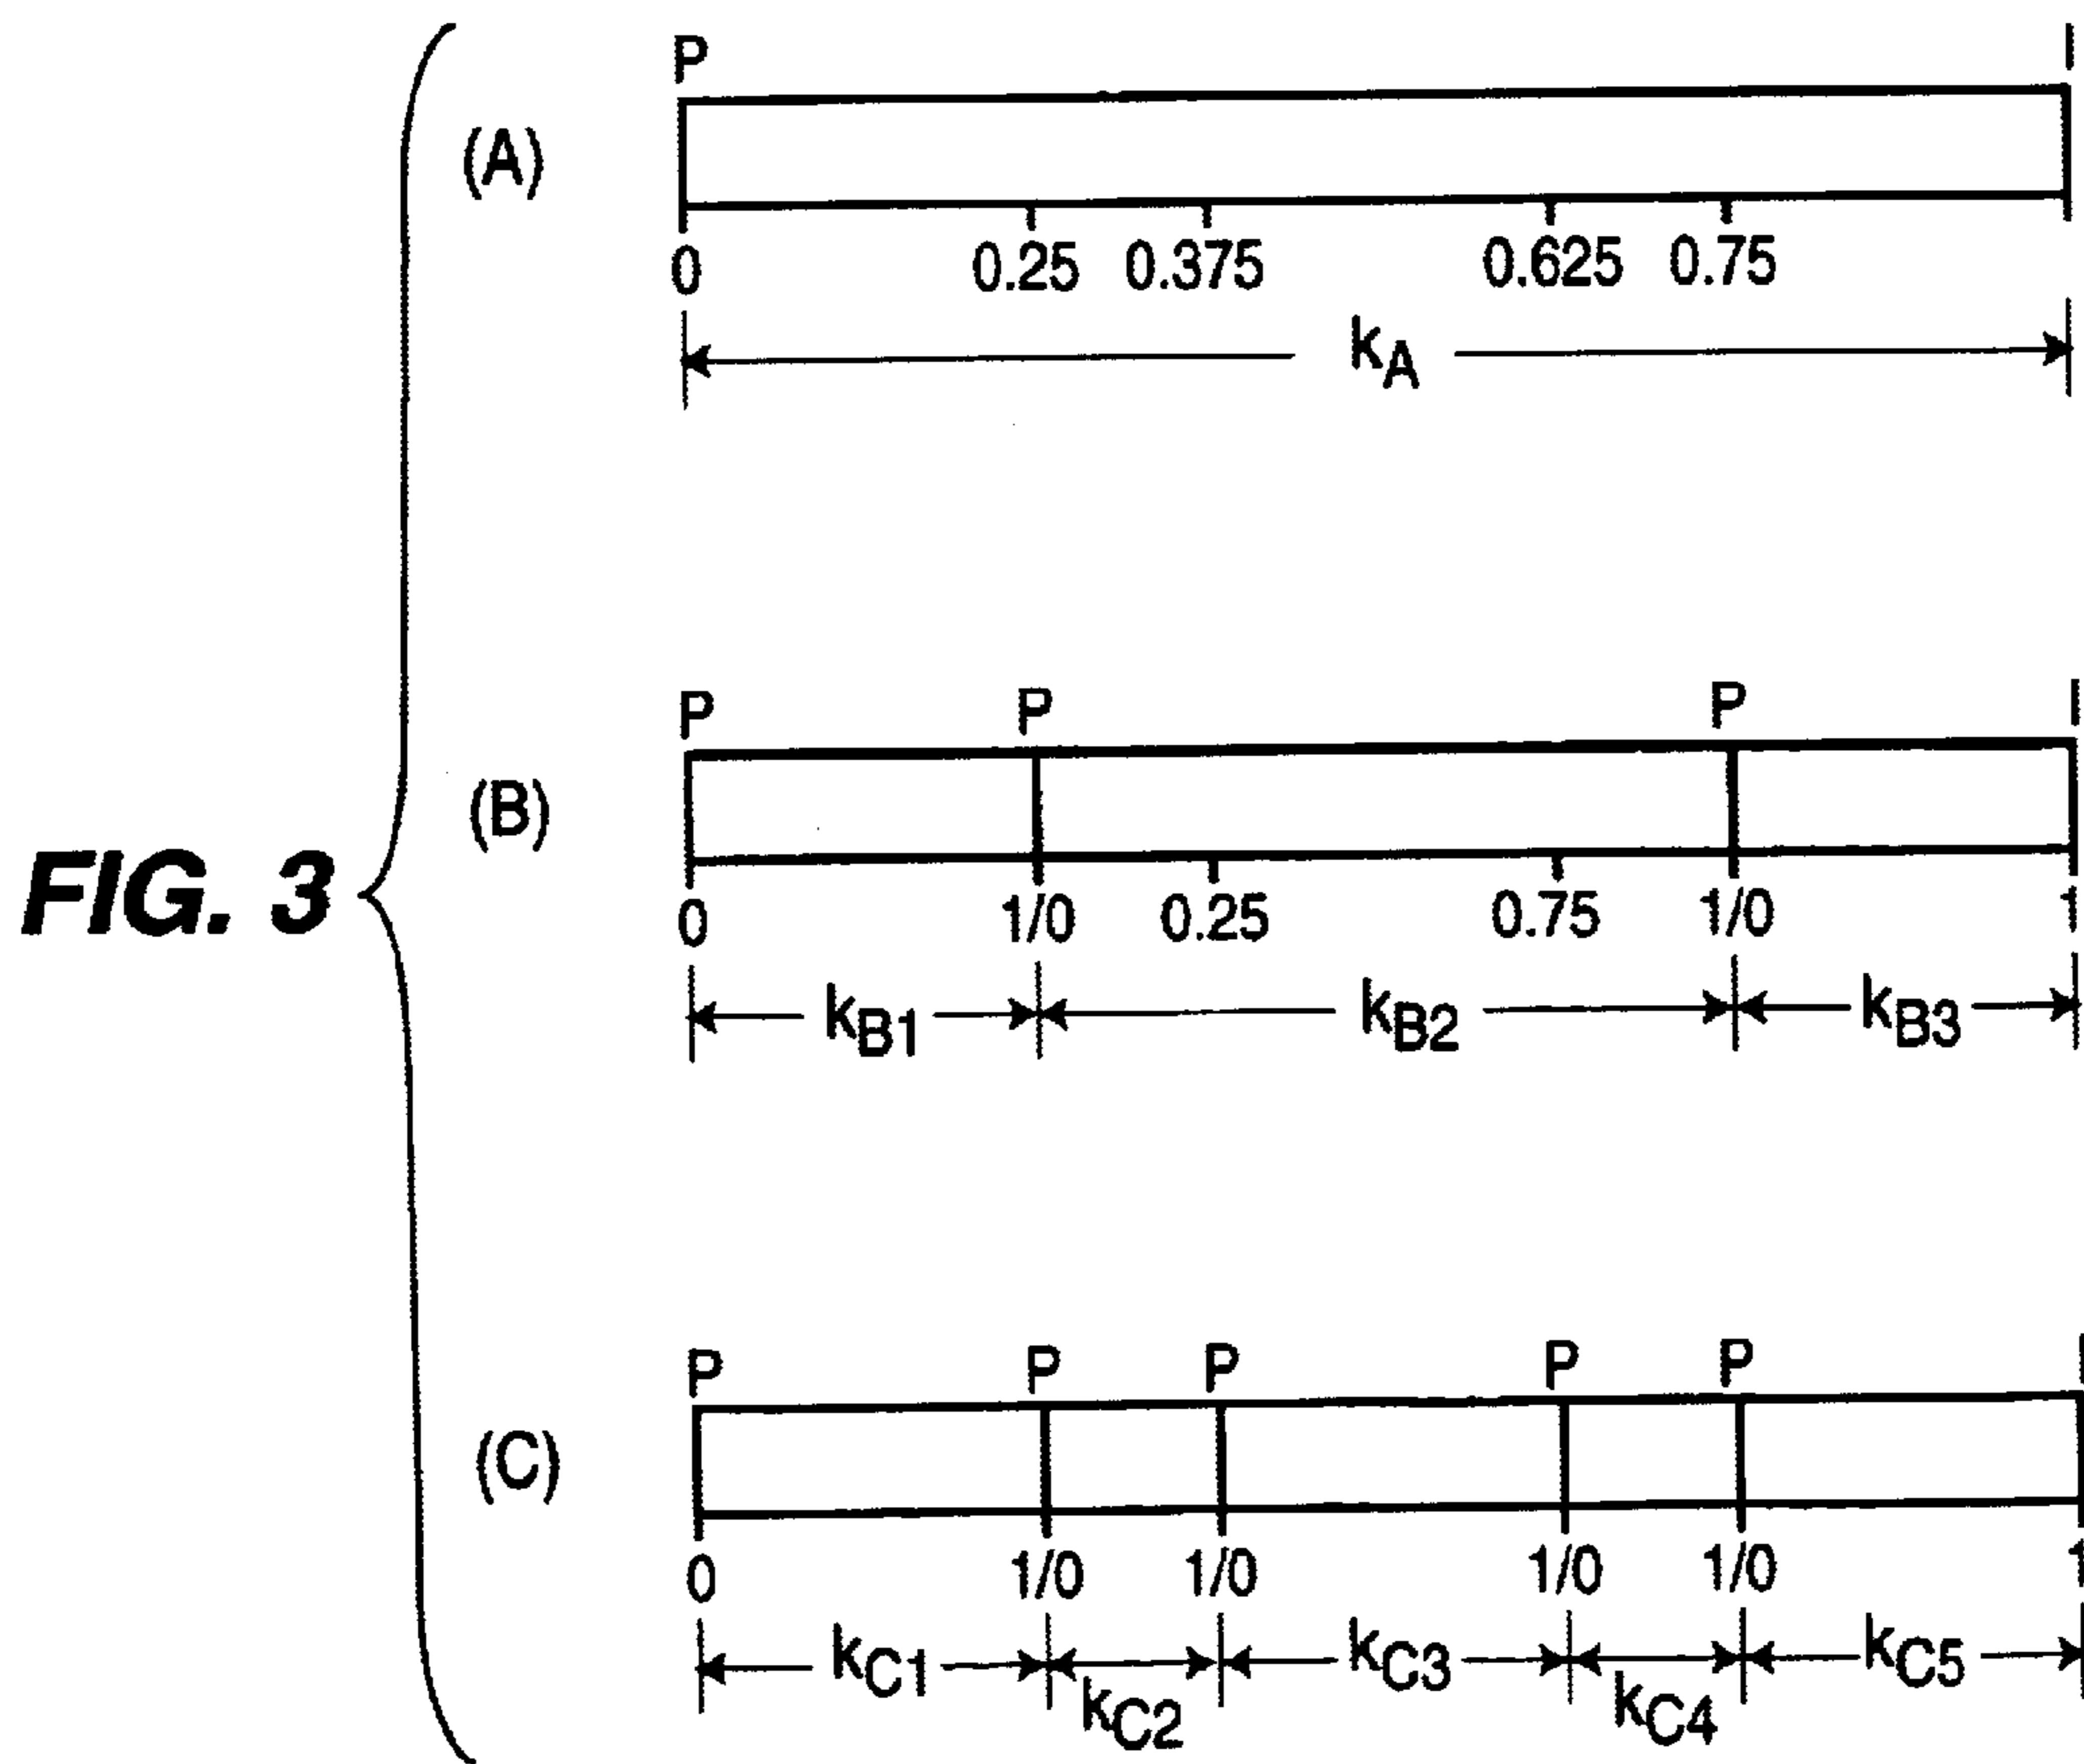 FIG. 3
(A)
P I
0 0.25 0.375 0.625 0.75
kA
(B)
P P P I
0 1/0 0.25 0.75 1/0 1
kB1 kB2 kB3
(C)
P P P P P I
0 1/0 1/0 1/0 1/0 1
kC1 kC2 kC3 kC4 kC5